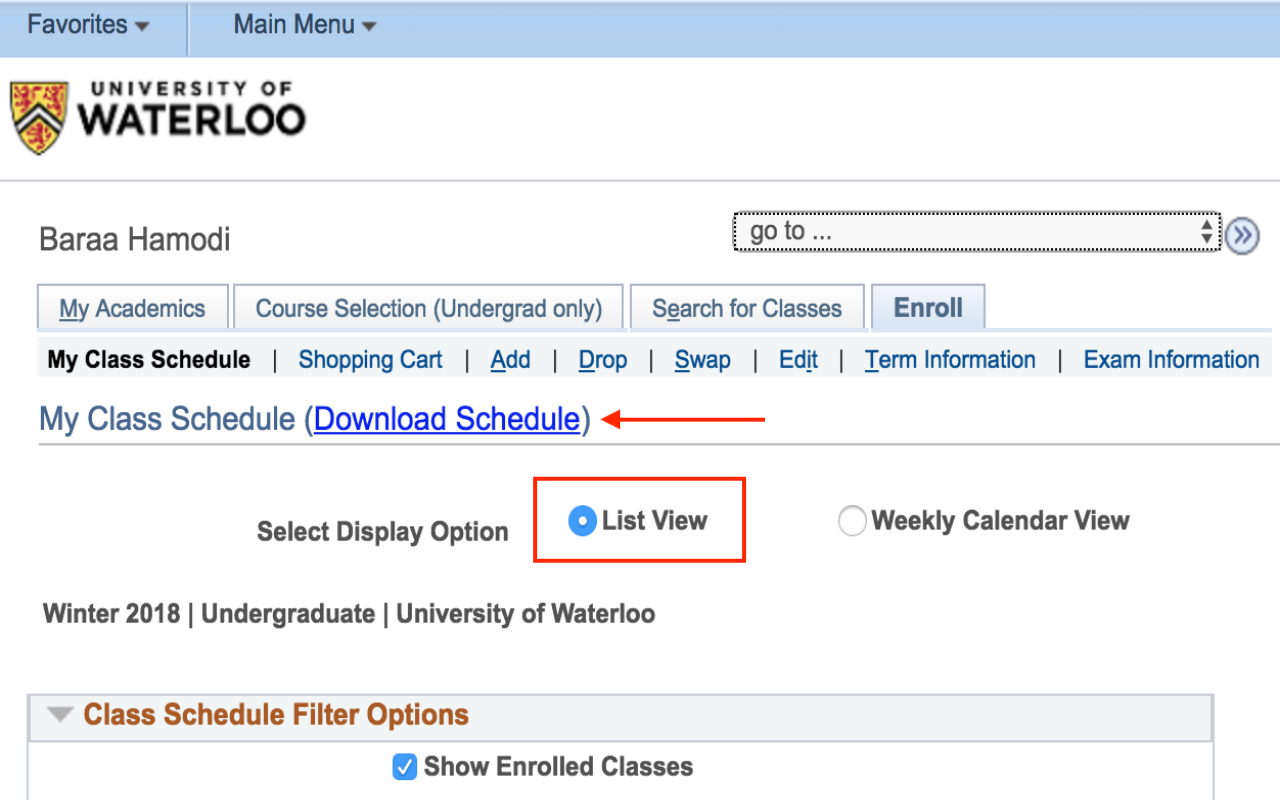 Favorites Main Menu
UNIVERSITY OF
WATERLOO
Baraa Hamodi
go to ...
My Academics Course Selection (Undergrad only) Search for Classes Enroll
My Class Schedule | Shopping Cart | Add | Drop | Swap | Edit | Term Information | Exam Information
My Class Schedule (Download Schedule)
Select Display Option List View Weekly Calendar View
Winter 2018 | Undergraduate | University of Waterloo
Class Schedule Filter Options
Show Enrolled Classes